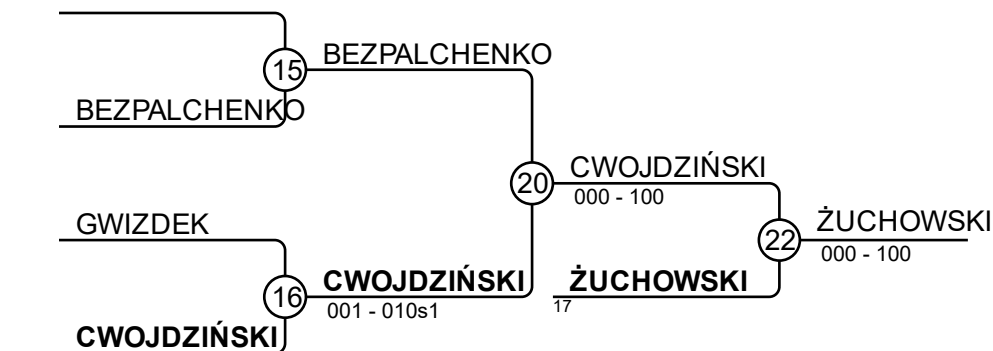 15
BEZPALCHENKO
BEZPALCHENKO
20
CWOJDZIŃSKI
000 - 100
GWIZDEK
22
ŻUCHOWSKI
000 - 100
16
CWOJDZIŃSKI
001 - 010s1
ŻUCHOWSKI
17
CWOJDZIŃSKI